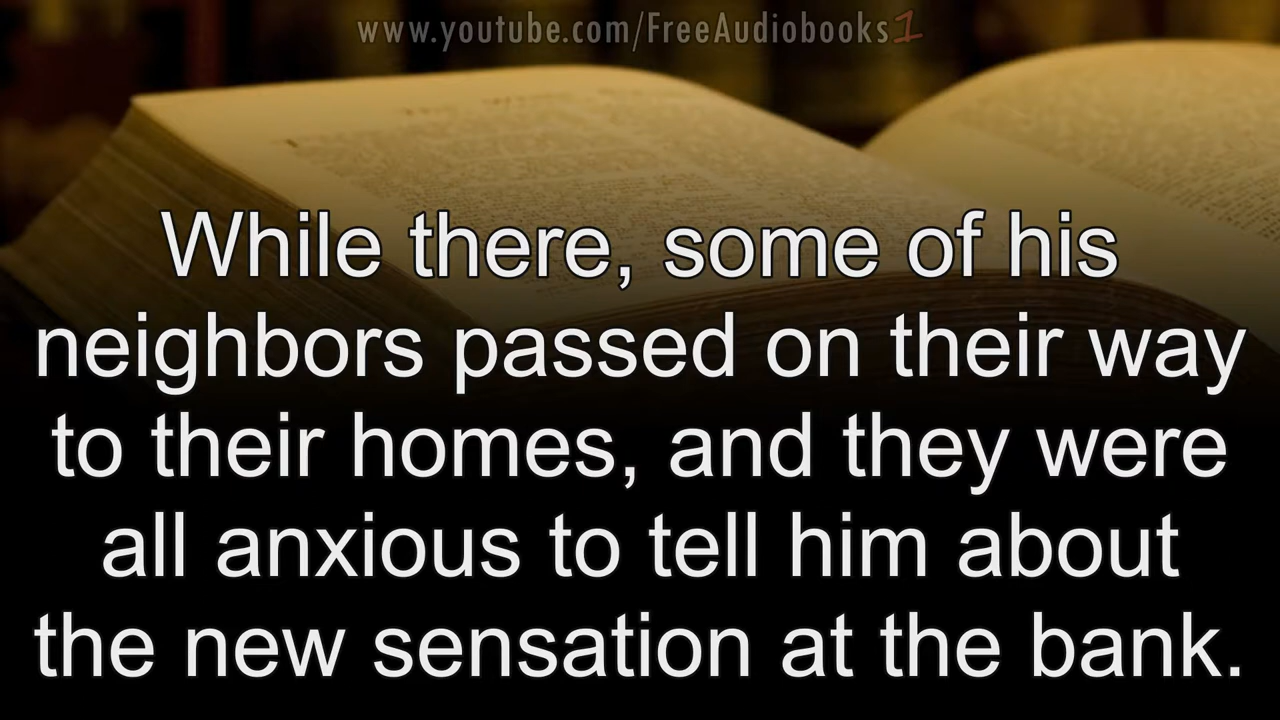 www.youtube.com/FreeAudiobooks1
While there, some of his
neighbors passed on their way
to their homes, and they were
all anxious to tell him about
the new sensation at the bank.